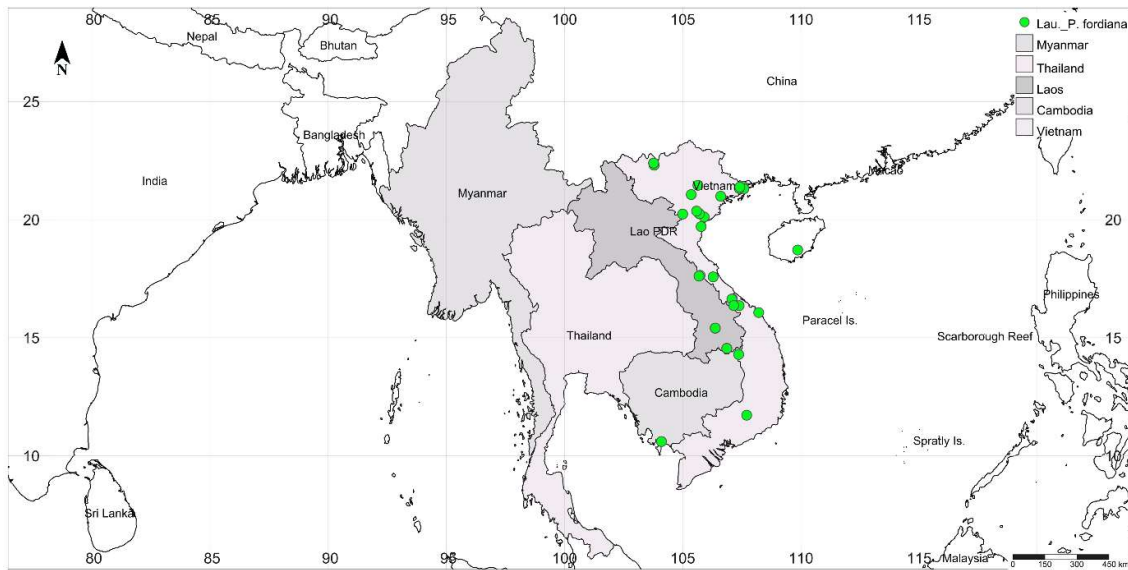 80 85 90 95 100 105 110 115
Lau._P. fordiana
Nepal
Bhutan
Myanmar
N
Thailand
China
Laos
25
Cambodia
Bangladesh
Vietnam
Macao
India
Vietnam
Myanmar
20 20
Lao PDR
Philippines
Paracel Is.
Thailand
Scarborough Reef
15 15
Cambodia
Spratly Is.
10 10
Sri Lanka
80 85 90 95 100 105 110 115
Malaysia
0 150 300 450 km